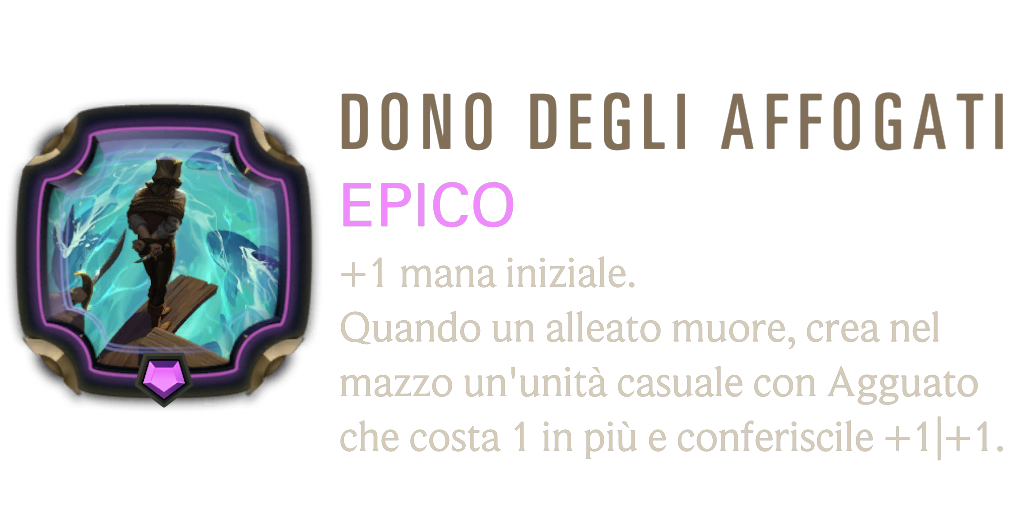 DONO DEGLI AFFOGATI
EPICO
+1 mana iniziale.
Quando un alleato muore, crea nel
mazzo un'unità casuale con Agguato
che costa 1 in più e conferiscile +1|+1.